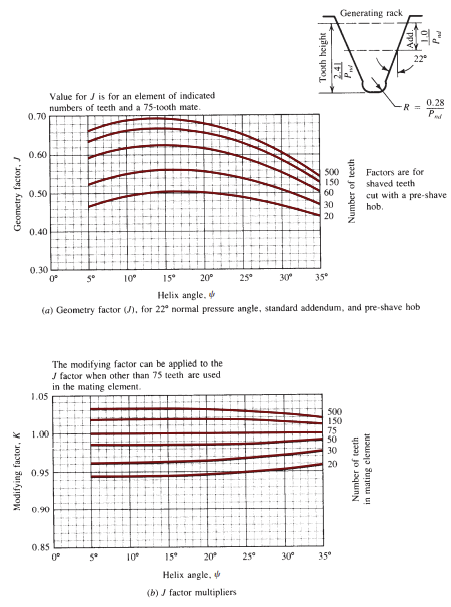 Generating rack
Tooth height
2.41
P_nd
Add.
1.0
P_nd
22°
R = 0.28
P_nd
Value for J is for an element of indicated
numbers of teeth and a 75-tooth mate.
Geometry factor, J
0.70
0.60
0.50
0.40
0.30
0° 5° 10° 15° 20° 25° 30° 35°
Helix angle, ψ
500
150
60
30
20
Number of teeth
Factors are for
shaved teeth
cut with a pre-shave
hob.
(a) Geometry factor (J), for 22° normal pressure angle, standard addendum, and pre-shave hob
The modifying factor can be applied to the
J factor when other than 75 teeth are used
in the mating element.
Modifying factor, K
1.05
1.00
0.95
0.90
0.85
0° 5° 10° 15° 20° 25° 30° 35°
Helix angle, ψ
500
150
75
50
30
20
Number of teeth
in mating element
(b) J factor multipliers